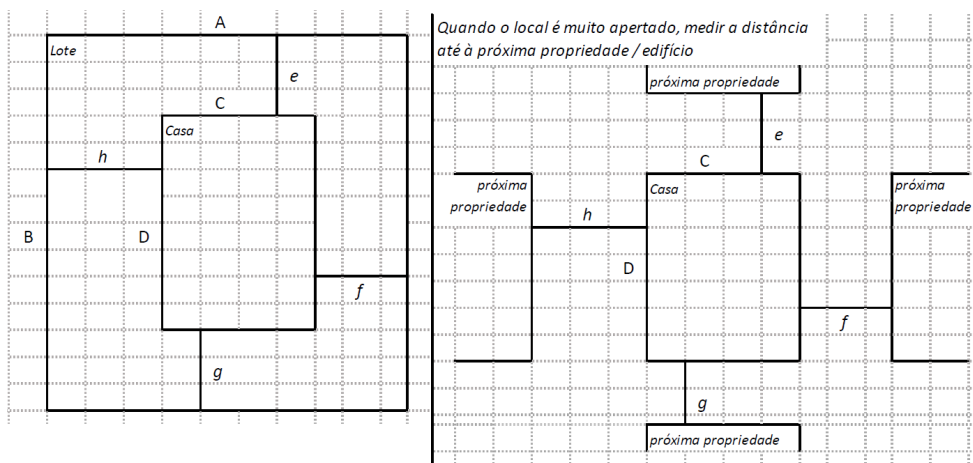 A
Lote
e
C
Casa
h
B
D
f
g
Quando o local é muito apertado, medir a distância
até à próxima propriedade / edifício
próxima propriedade
e
C
próxima
propriedade
Casa
próxima
propriedade
h
D
f
g
próxima propriedade